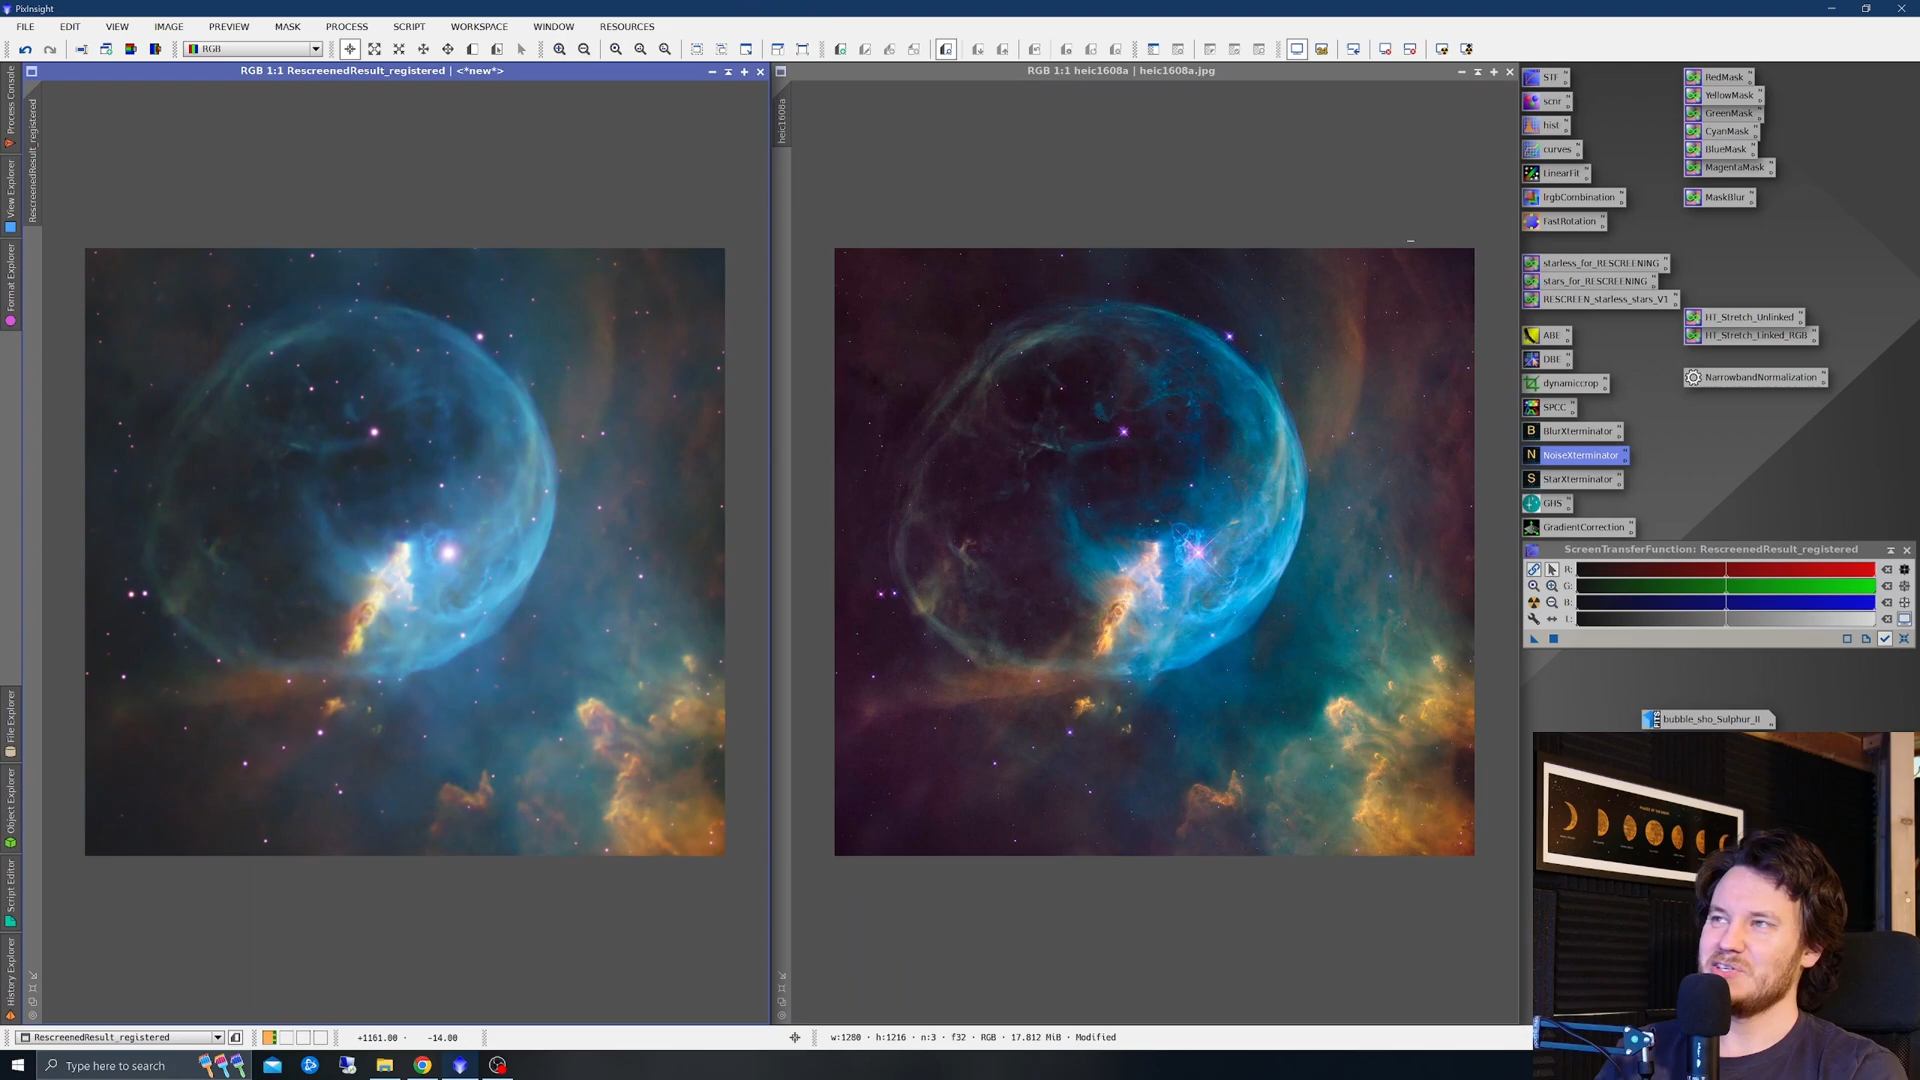 PixInsight
FILE EDIT VIEW IMAGE PREVIEW MASK PROCESS SCRIPT WORKSPACE WINDOW RESOURCES
RGB
RGB 1:1 RescreenedResult_registered | <*new*>
RGB 1:1 heic1608a | heic1608a.jpg
Process Console
View Explorer
Format Explorer
File Explorer
Object Explorer
Script Editor
History Explorer
RescreenedResult_registered
heic1608a
STF
scnr
hist
curves
LinearFit
lrgbCombination
FastRotation
starless_for_RESCREENING
stars_for_RESCREENING
RESCREEN_starless_stars_V1
ABE
DBE
dynamiccrop
SPCC
BlurXterminator
NoiseXterminator
StarXterminator
GHS
GradientCorrection
RedMask
YellowMask
GreenMask
CyanMask
BlueMask
MagentaMask
MaskBlur
HT_Stretch_Unlinked
HT_Stretch_Linked_RGB
NarrowbandNormalization
ScreenTransferFunction: RescreenedResult_registered
R:
G:
B:
L:
bubble_sho_Sulphur_II
RescreenedResult_registered
+1161.00 -14.00
w:1280 · h:1216 · n:3 · f32 · RGB · 17.812 MiB · Modified
Type here to search